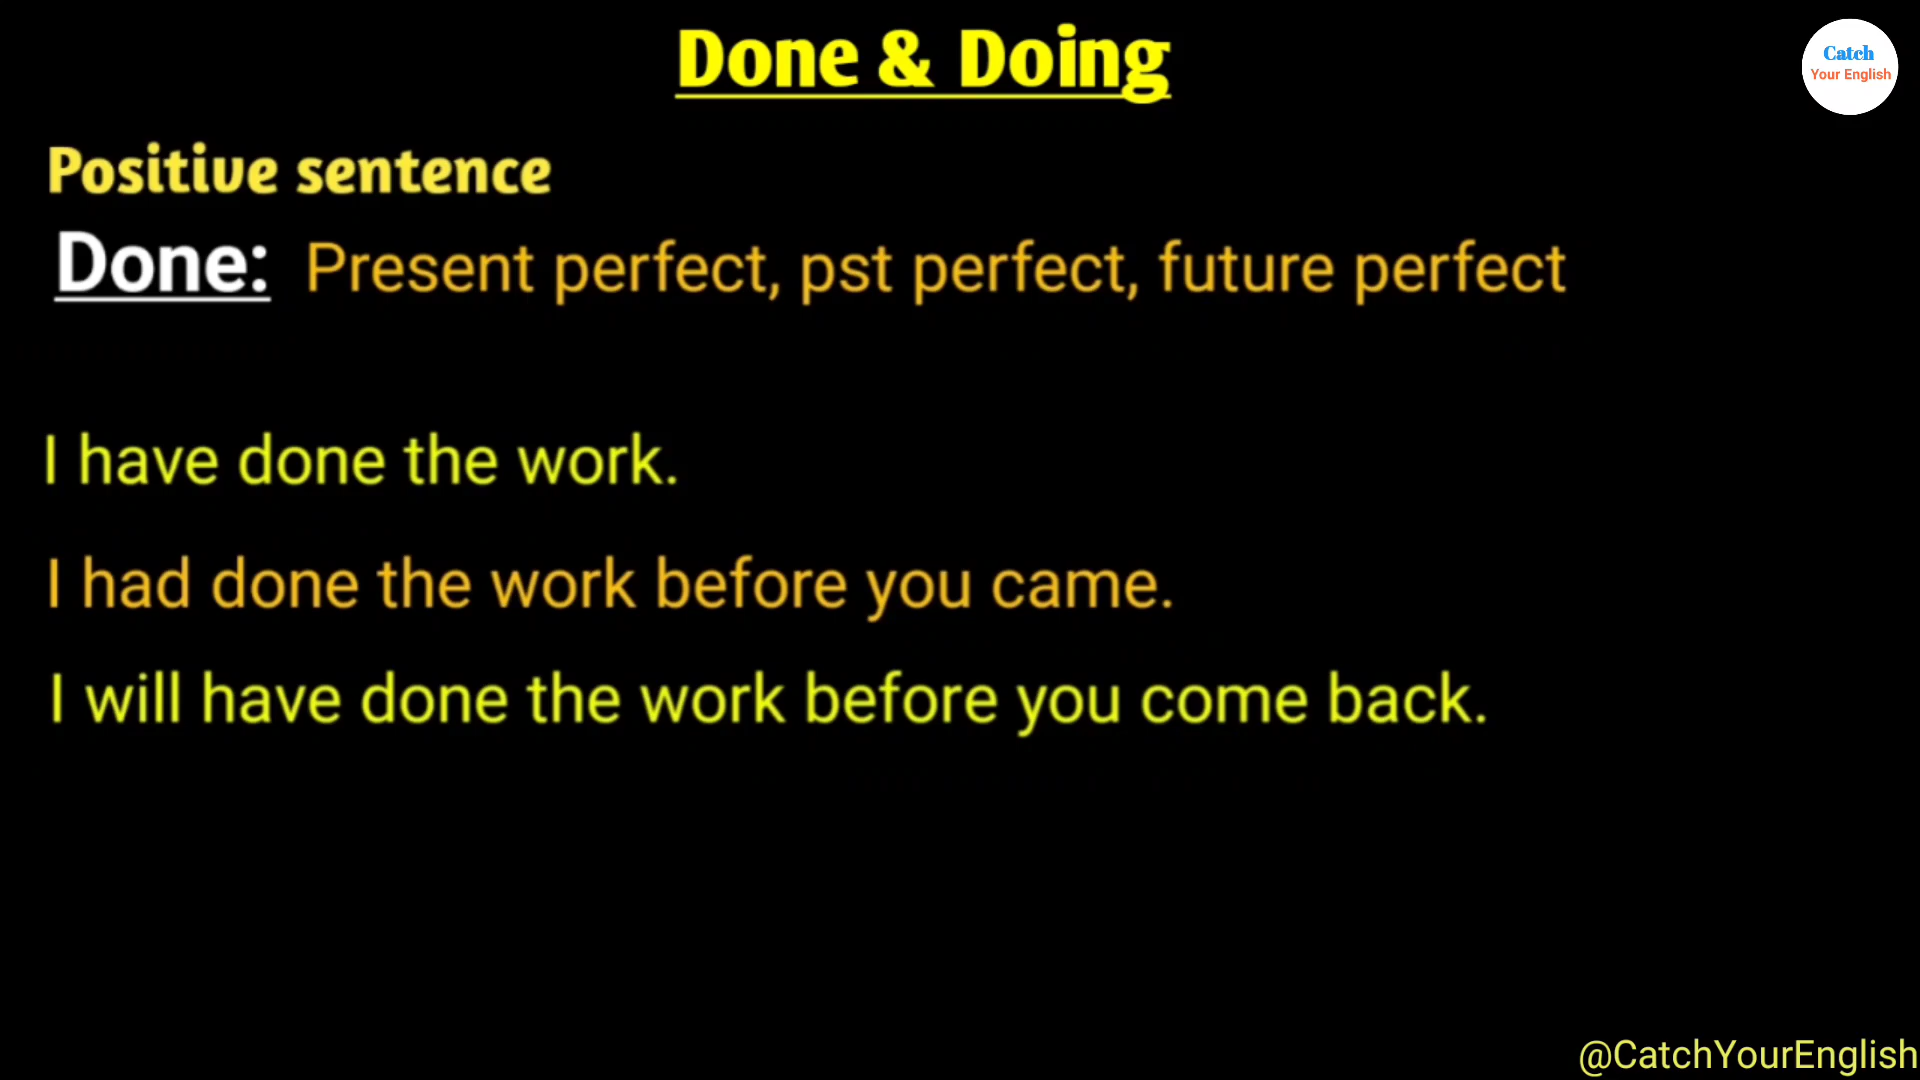 Done & Doing
Catch
Your English
Positive sentence
Done: Present perfect, pst perfect, future perfect
I have done the work.
I had done the work before you came.
I will have done the work before you come back.
@CatchYourEnglish